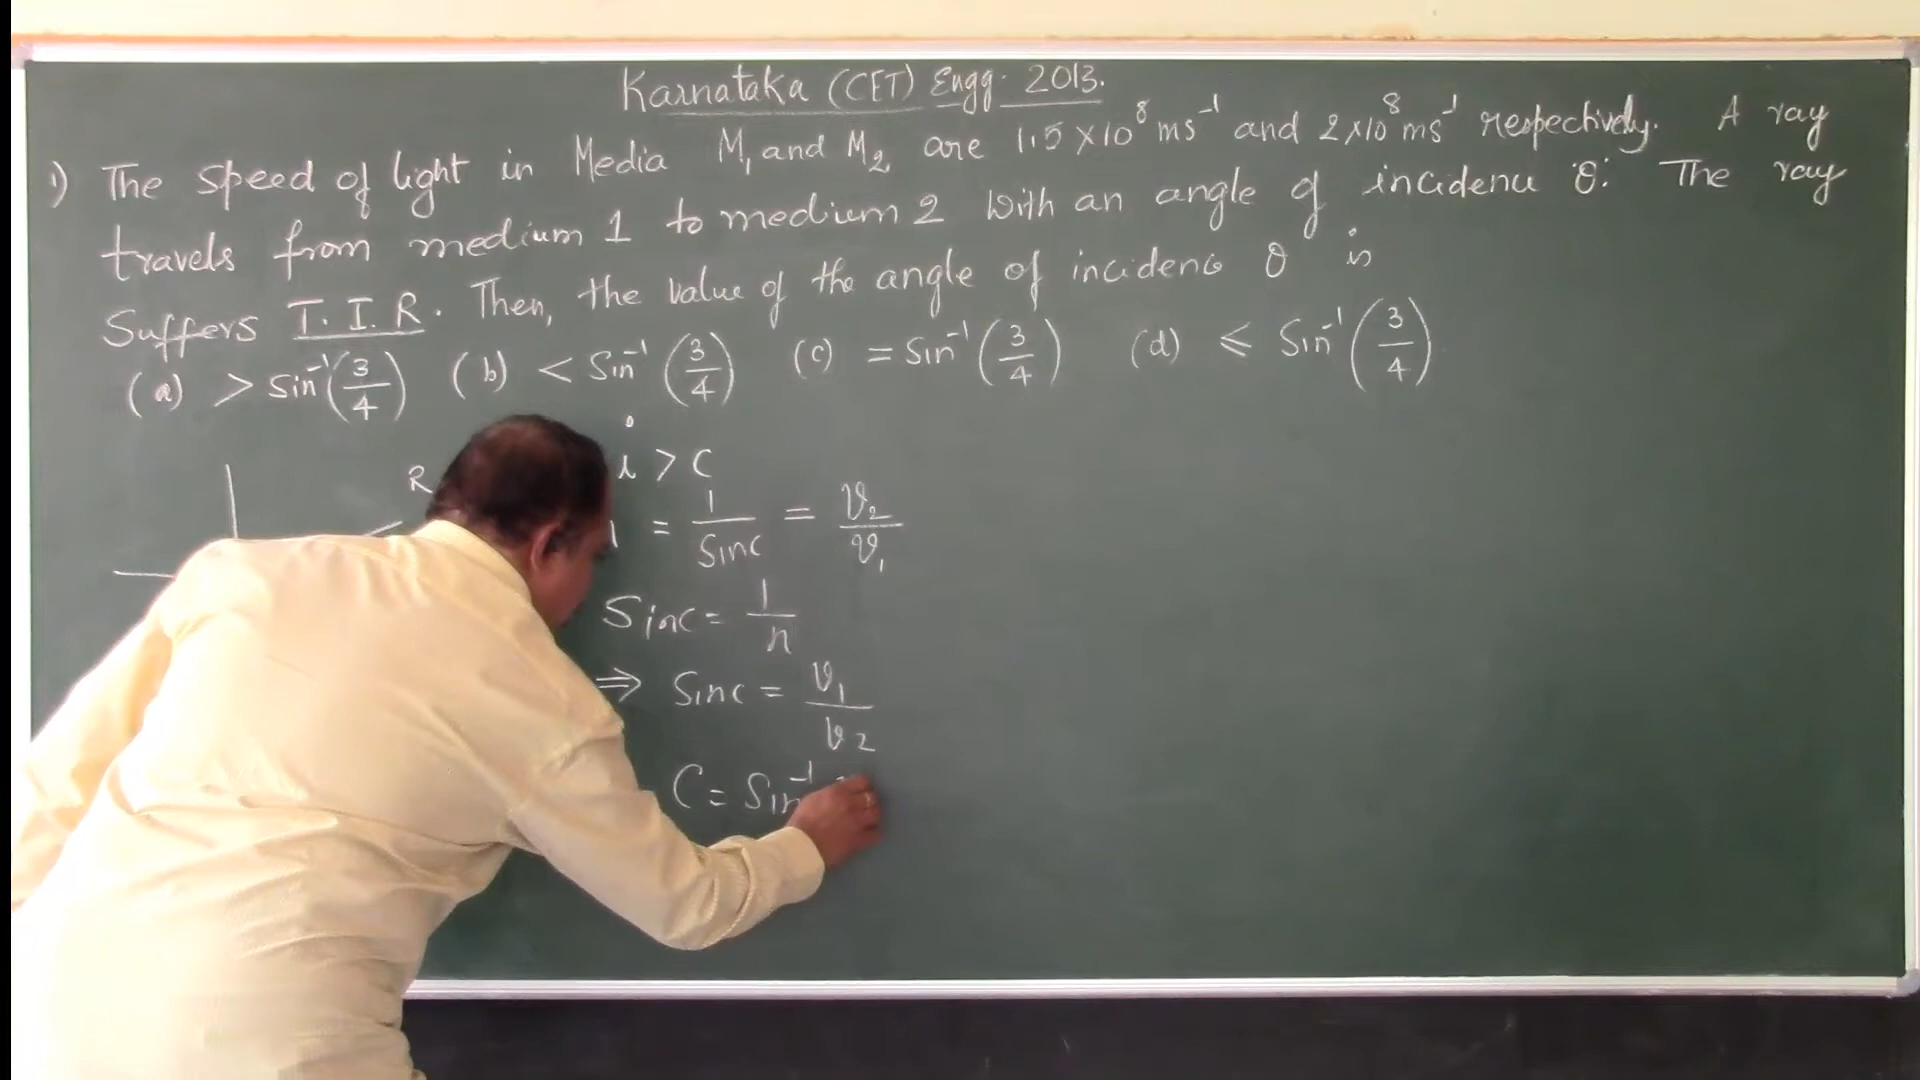 Karnataka (CET) Engg. 2013.
1) The speed of light in Media M₁ and M₂ are 1.5 × 10⁸ ms⁻¹ and 2 × 10⁸ ms⁻¹ respectively. A ray
travels from medium 1 to medium 2 with an angle of incidence θ. The ray
Suffers T.I.R. Then, the value of the angle of incidence θ is
(a) > Sin⁻¹(3/4) (b) < Sin⁻¹(3/4) (c) = Sin⁻¹(3/4) (d) ≤ Sin⁻¹(3/4)
R
i > C
= 1/Sinc = v₂/v₁
Sinc = 1/n
⇒ Sinc = v₁/v₂
C = Sin⁻¹